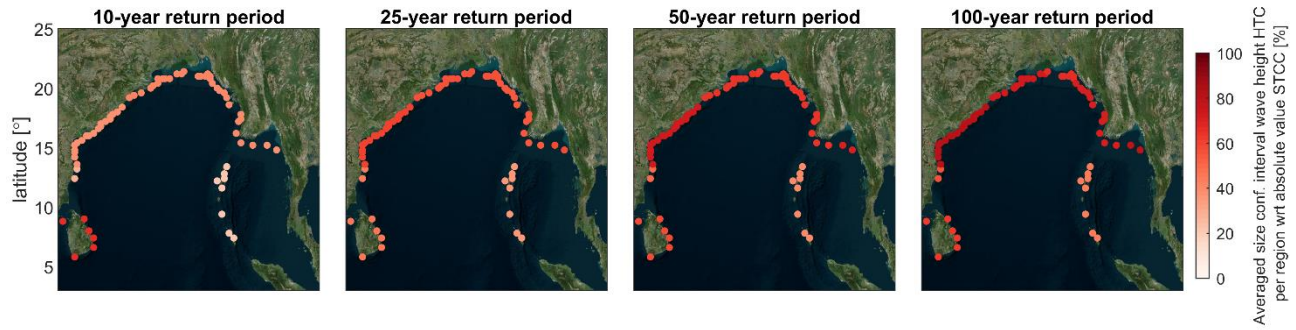 10-year return period
25-year return period
50-year return period
100-year return period
25
20
15
10
5
latitude [°]
100
80
60
40
20
0
Averaged size conf. interval wave height HTC
per region wrt absolute value STCC [%]